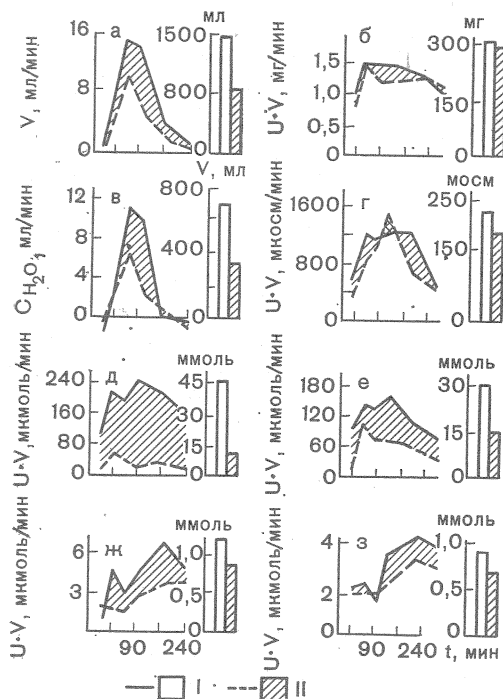 а
V, мл/мин
16
8
0
мл
1500
800
0
б
U·V, мг/мин
1,5
1,0
0,5
0
мг
300
150
0
в
C H₂O, мл/мин
12
8
4
0
V, мл
800
400
0
г
U·V, мкосм/мин
1600
800
0
мосм
250
150
0
д
U·V, мкмоль/мин
240
160
80
0
ммоль
45
30
15
0
е
U·V, мкмоль/мин
180
120
60
0
ммоль
30
15
0
ж
U·V, мкмоль/мин
6
3
90 240
ммоль
1,0
0,5
0
з
U·V, мкмоль/мин
4
2
0
90 240 t, мин
ммоль
1,0
0,5
0
I II